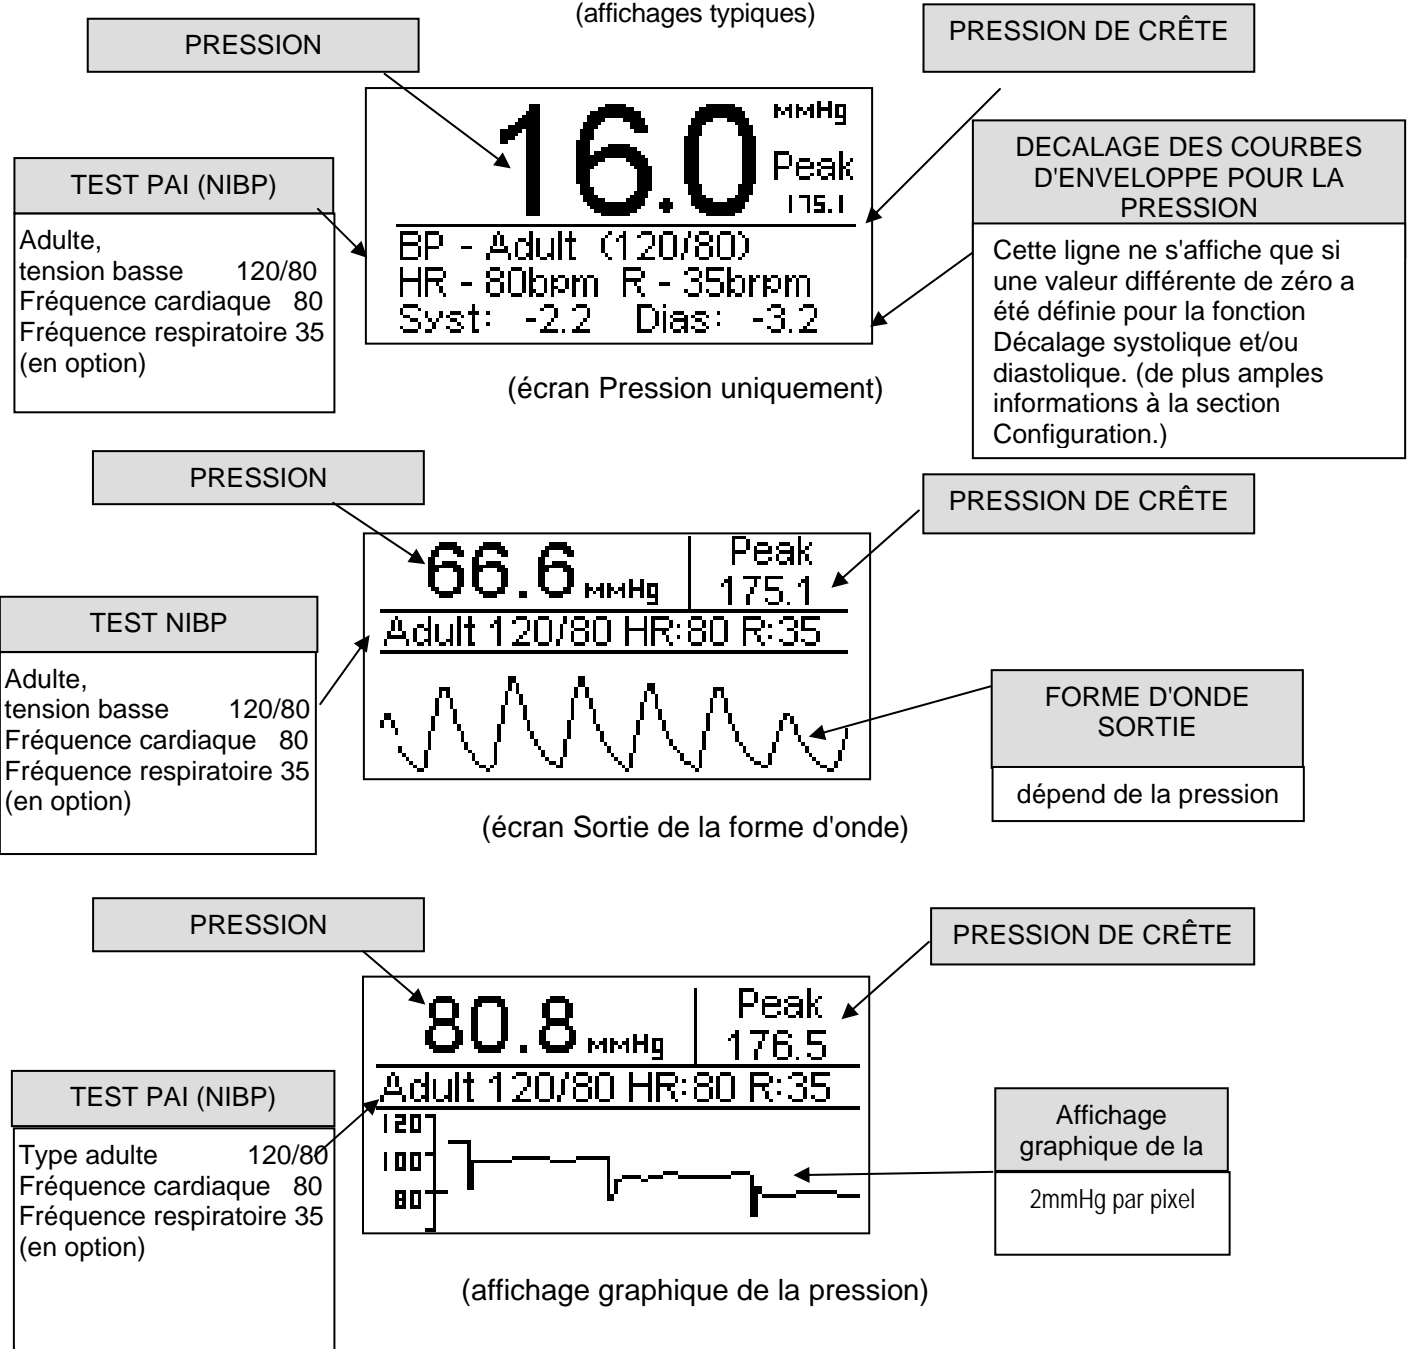 (affichages typiques)
PRESSION
PRESSION DE CRÊTE
16.0
MMHg
Peak
175.1
BP - Adult (120/80)
HR - 80bpm R - 35brpm
Syst: -2.2 Dias: -3.2
TEST PAI (NIBP)
Adulte,
tension basse 120/80
Fréquence cardiaque 80
Fréquence respiratoire 35
(en option)
DECALAGE DES COURBES
D'ENVELOPPE POUR LA
PRESSION
Cette ligne ne s'affiche que si
une valeur différente de zéro a
été définie pour la fonction
Décalage systolique et/ou
diastolique. (de plus amples
informations à la section
Configuration.)
(écran Pression uniquement)
PRESSION
PRESSION DE CRÊTE
66.6 MMHg
Peak
175.1
Adult 120/80 HR:80 R:35
TEST NIBP
Adulte,
tension basse 120/80
Fréquence cardiaque 80
Fréquence respiratoire 35
(en option)
FORME D'ONDE
SORTIE
dépend de la pression
(écran Sortie de la forme d'onde)
PRESSION
PRESSION DE CRÊTE
80.8 MMHg
Peak
176.5
Adult 120/80 HR:80 R:35
120
100
80
TEST PAI (NIBP)
Type adulte 120/80
Fréquence cardiaque 80
Fréquence respiratoire 35
(en option)
Affichage
graphique de la
2mmHg par pixel
(affichage graphique de la pression)